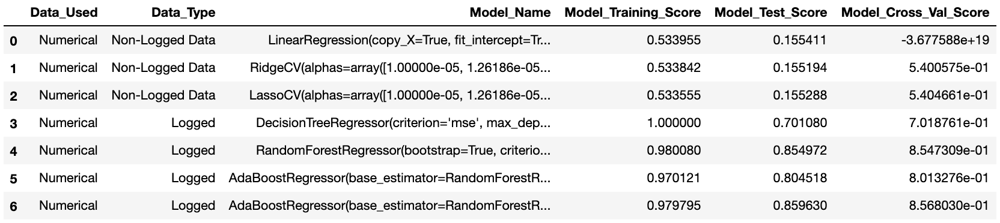 Data_Used Data_Type Model_Name Model_Training_Score Model_Test_Score Model_Cross_Val_Score
0 Numerical Non-Logged Data LinearRegression(copy_X=True, fit_intercept=Tr... 0.533955 0.155411 -3.677588e+19
1 Numerical Non-Logged Data RidgeCV(alphas=array([1.00000e-05, 1.26186e-05... 0.533842 0.155194 5.400575e-01
2 Numerical Non-Logged Data LassoCV(alphas=array([1.00000e-05, 1.26186e-05... 0.533555 0.155288 5.404661e-01
3 Numerical Logged DecisionTreeRegressor(criterion='mse', max_dep... 1.000000 0.701080 7.018761e-01
4 Numerical Logged RandomForestRegressor(bootstrap=True, criterio... 0.980080 0.854972 8.547309e-01
5 Numerical Logged AdaBoostRegressor(base_estimator=RandomForestR... 0.970121 0.804518 8.013276e-01
6 Numerical Logged AdaBoostRegressor(base_estimator=RandomForestR... 0.979795 0.859630 8.568030e-01